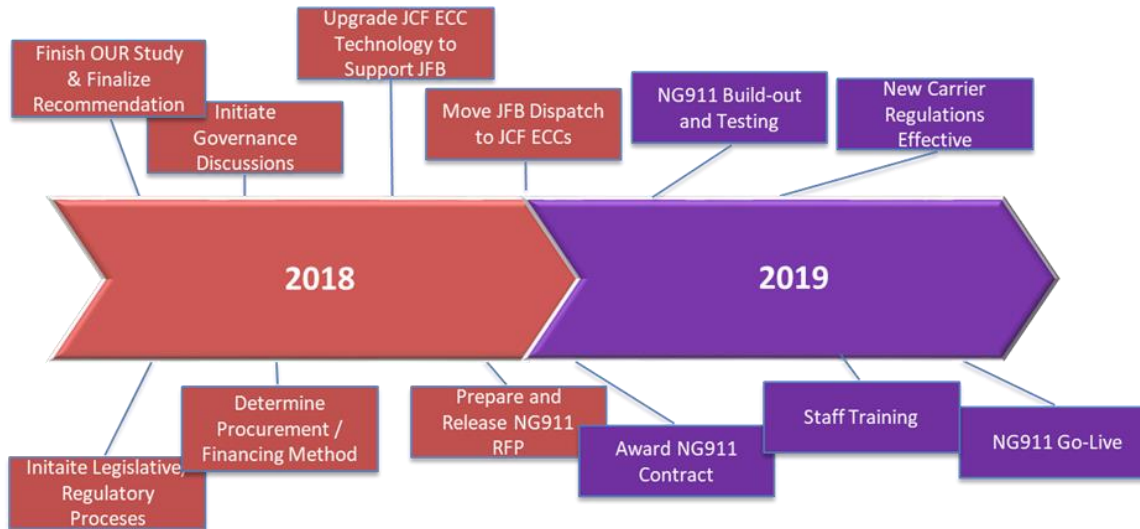 Finish OUR Study
& Finalize
Recommendation
Initiate
Governance
Discussions
Upgrade JCF ECC
Technology to
Support JFB
Move JFB Dispatch
to JCF ECCs
NG911 Build-out
and Testing
New Carrier
Regulations
Effective
2018
2019
Initaite Legislative,
Regulatory
Proceses
Determine
Procurement /
Financing Method
Prepare and
Release NG911
RFP
Award NG911
Contract
Staff Training
NG911 Go-Live